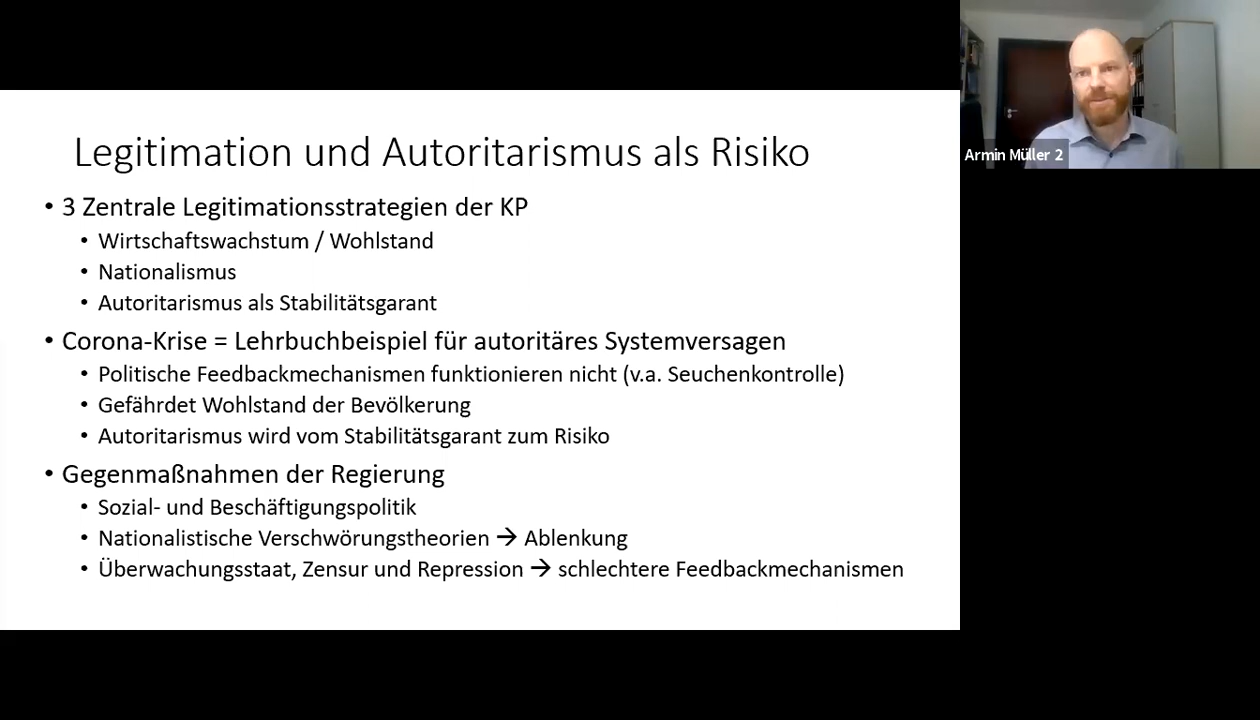 Legitimation und Autoritarismus als Risiko
• 3 Zentrale Legitimationsstrategien der KP
• Wirtschaftswachstum / Wohlstand
• Nationalismus
• Autoritarismus als Stabilitätsgarant
• Corona-Krise = Lehrbuchbeispiel für autoritäres Systemversagen
• Politische Feedbackmechanismen funktionieren nicht (v.a. Seuchenkontrolle)
• Gefährdet Wohlstand der Bevölkerung
• Autoritarismus wird vom Stabilitätsgarant zum Risiko
• Gegenmaßnahmen der Regierung
• Sozial- und Beschäftigungspolitik
• Nationalistische Verschwörungstheorien → Ablenkung
• Überwachungsstaat, Zensur und Repression → schlechtere Feedbackmechanismen
Armin Müller 2